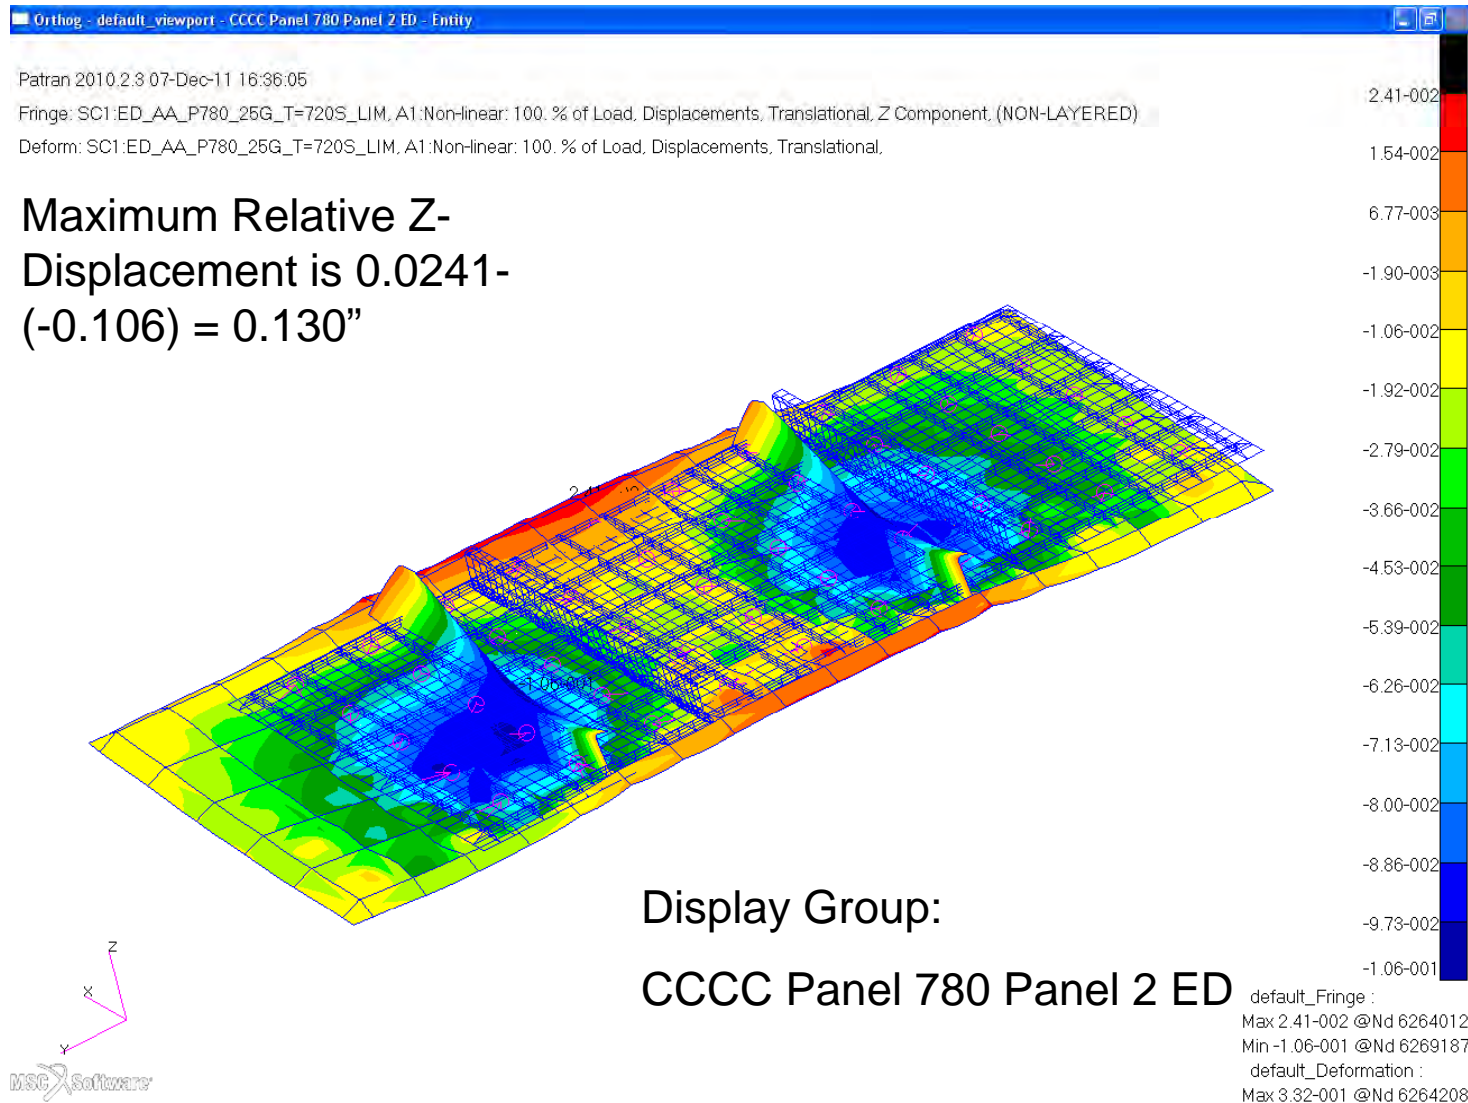 Orthog - default_viewport - CCCC Panel 780 Panel 2 ED - Entity
Patran 2010.2.3 07-Dec-11 16:36:05
Fringe: SC1:ED_AA_P780_25G_T=720S_LIM, A1:Non-linear: 100. % of Load, Displacements, Translational, Z Component, (NON-LAYERED)
Deform: SC1:ED_AA_P780_25G_T=720S_LIM, A1:Non-linear: 100. % of Load, Displacements, Translational,
Maximum Relative Z-
Displacement is 0.0241-
(-0.106) = 0.130”
2.41-002
1.54-002
6.77-003
-1.90-003
-1.06-002
-1.92-002
-2.79-002
-3.66-002
-4.53-002
-5.39-002
-6.26-002
-7.13-002
-8.00-002
-8.86-002
-9.73-002
-1.06-001
-1.06-001
Display Group:
CCCC Panel 780 Panel 2 ED
Z
X
Y
MSC Software
default_Fringe :
Max 2.41-002 @Nd 6264012
Min -1.06-001 @Nd 6269187
default_Deformation :
Max 3.32-001 @Nd 6264208